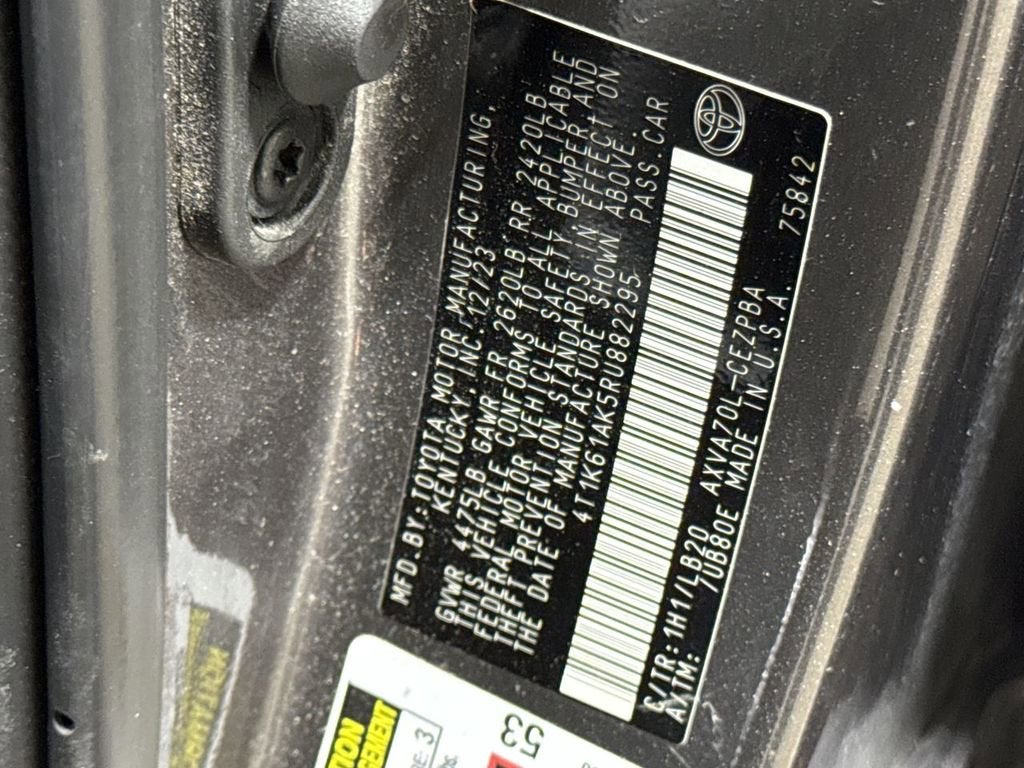 MFD.BY:TOYOTA MOTOR MANUFACTURING,
KENTUCKY,INC. 12/23
GVWR 4475LB GAWR FR 2620LB RR 2420LB
THIS VEHICLE CONFORMS TO ALL APPLICABLE
FEDERAL MOTOR VEHICLE SAFETY, BUMPER AND
THEFT PREVENTION STANDARDS IN EFFECT ON
THE DATE OF MANUFACTURE SHOWN ABOVE.
4T1K61AK5RU882295 PASS.CAR
C/TR:1H1/LB20 AXVA70L-CEZPBA
A/TM: 7UB80E MADE IN U.S.A. 75842
53
3